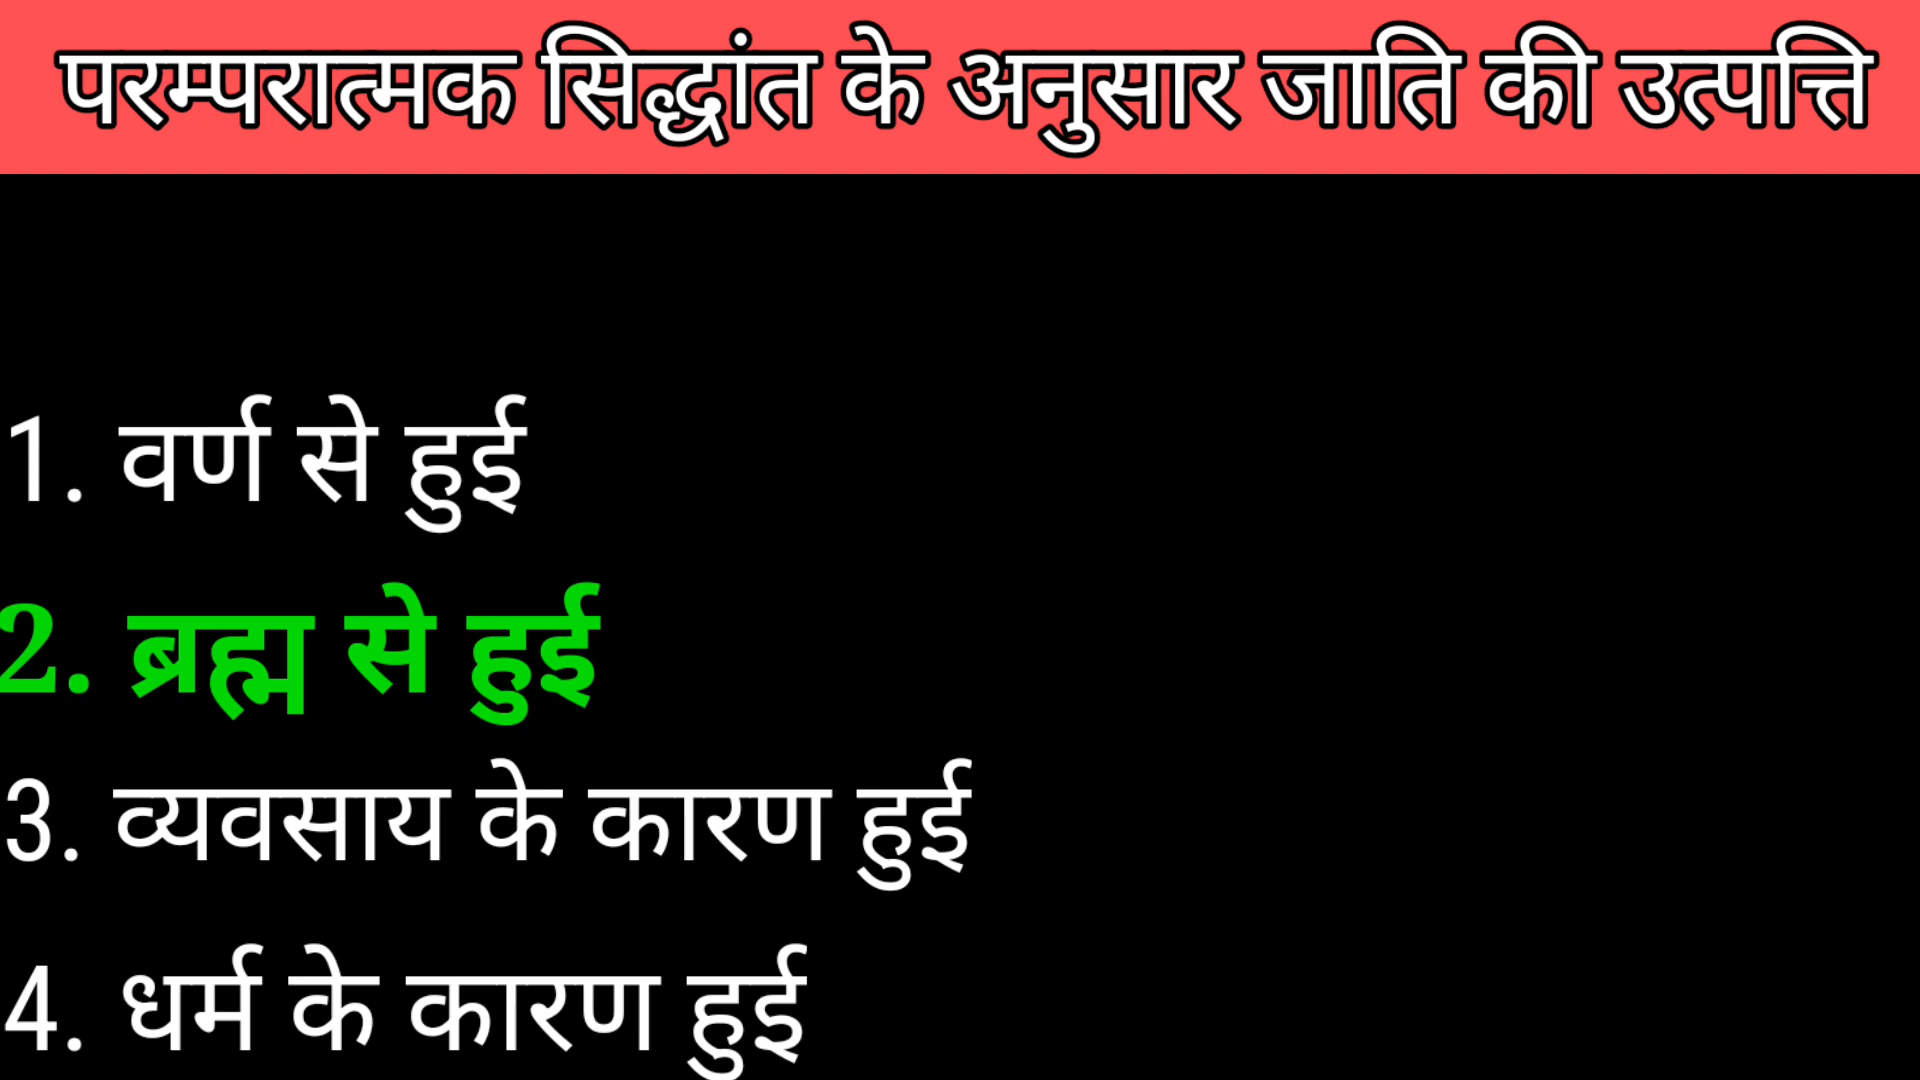 परम्परात्मक सिद्धांत के अनुसार जाति की उत्पत्ति
1. वर्ण से हुई
2. ब्रह्म से हुई
3. व्यवसाय के कारण हुई
4. धर्म के कारण हुई